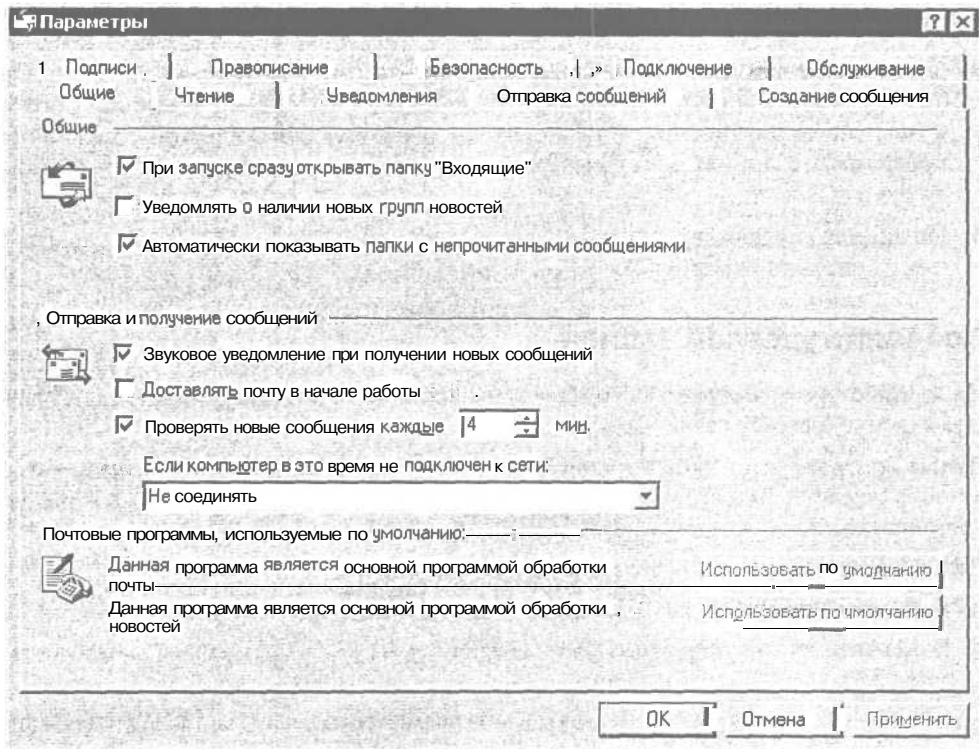 Параметры
1 Подписи Правописание Безопасность Подключение Обслуживание
Общие Чтение Уведомления Отправка сообщений Создание сообщения
Общие
При запуске сразу открывать папку "Входящие"
Уведомлять о наличии новых групп новостей
Автоматически показывать папки с непрочитанными сообщениями
, Отправка и получение сообщений
Звуковое уведомление при получении новых сообщений
Доставлять почту в начале работы .
Проверять новые сообщения каждые 4 мин.
Если компьютер в это время не подключен к сети:
Не соединять
Почтовые программы, используемые по умолчанию:
Данная программа является основной программой обработки Использовать по умолчанию
почты
Данная программа является основной программой обработки , Использовать по умолчанию
новостей
OK Отмена Применить